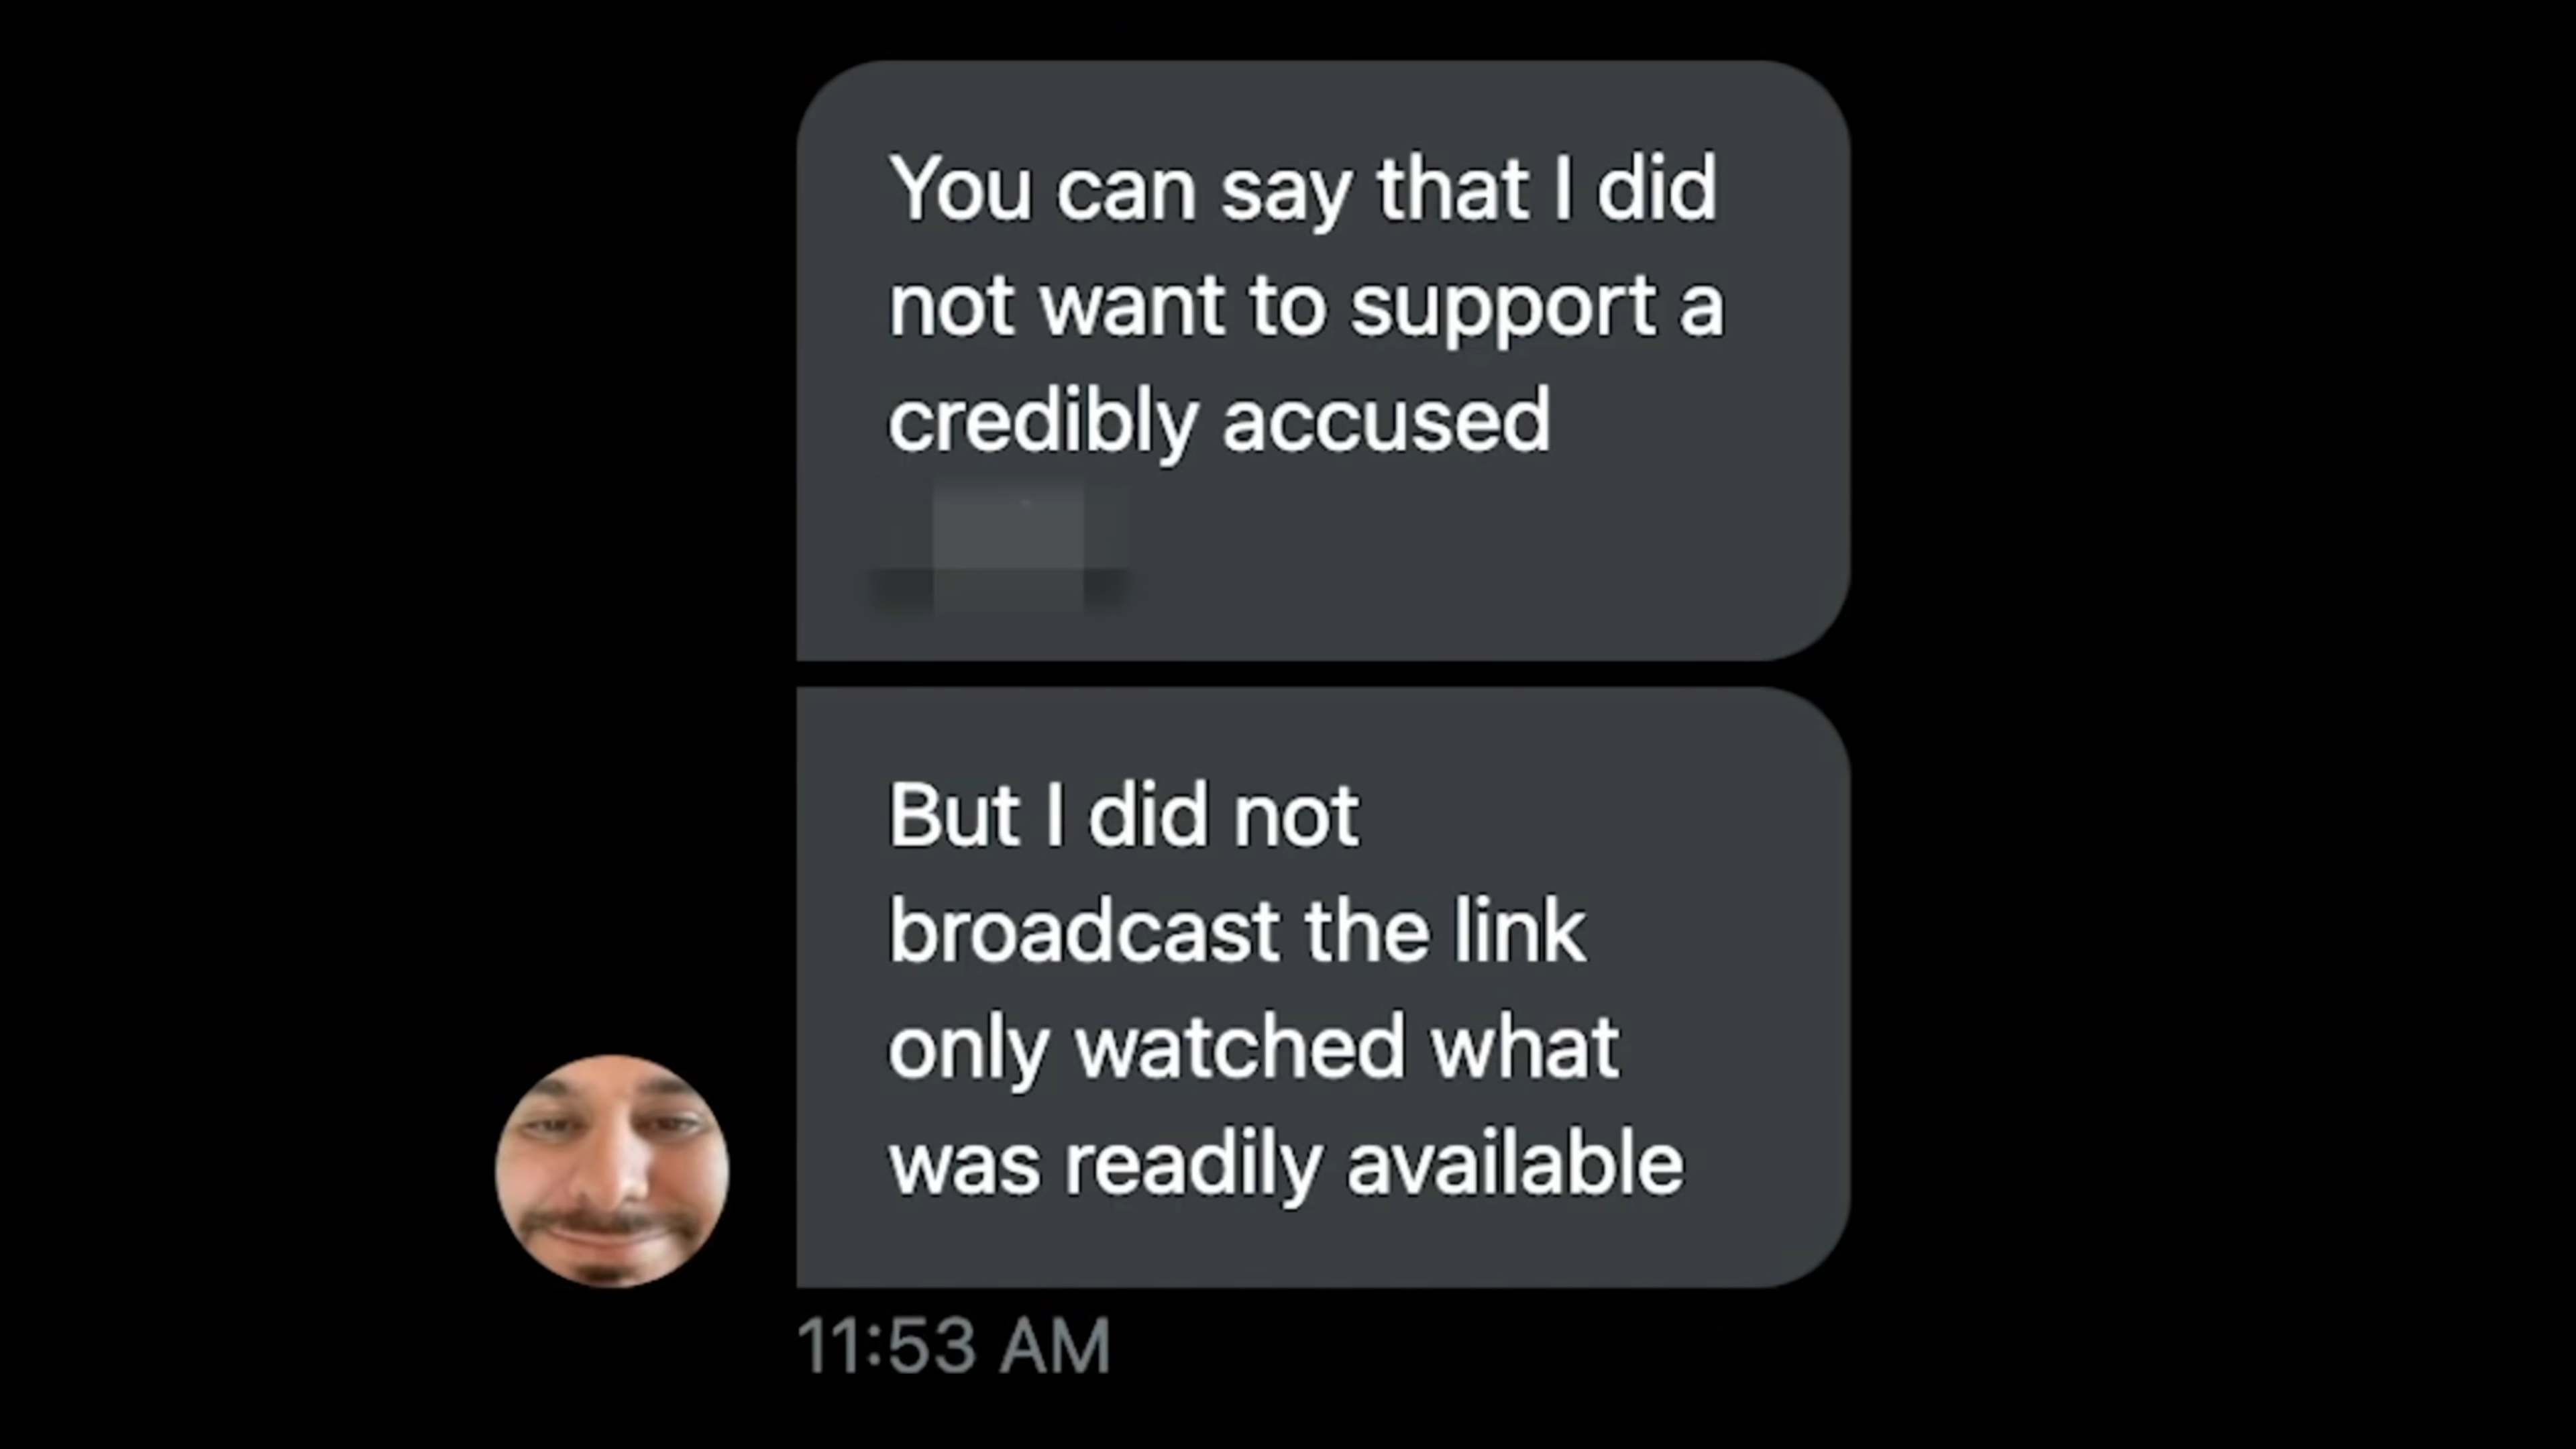 You can say that I did
not want to support a
credibly accused
But I did not
broadcast the link
only watched what
was readily available
11:53 AM